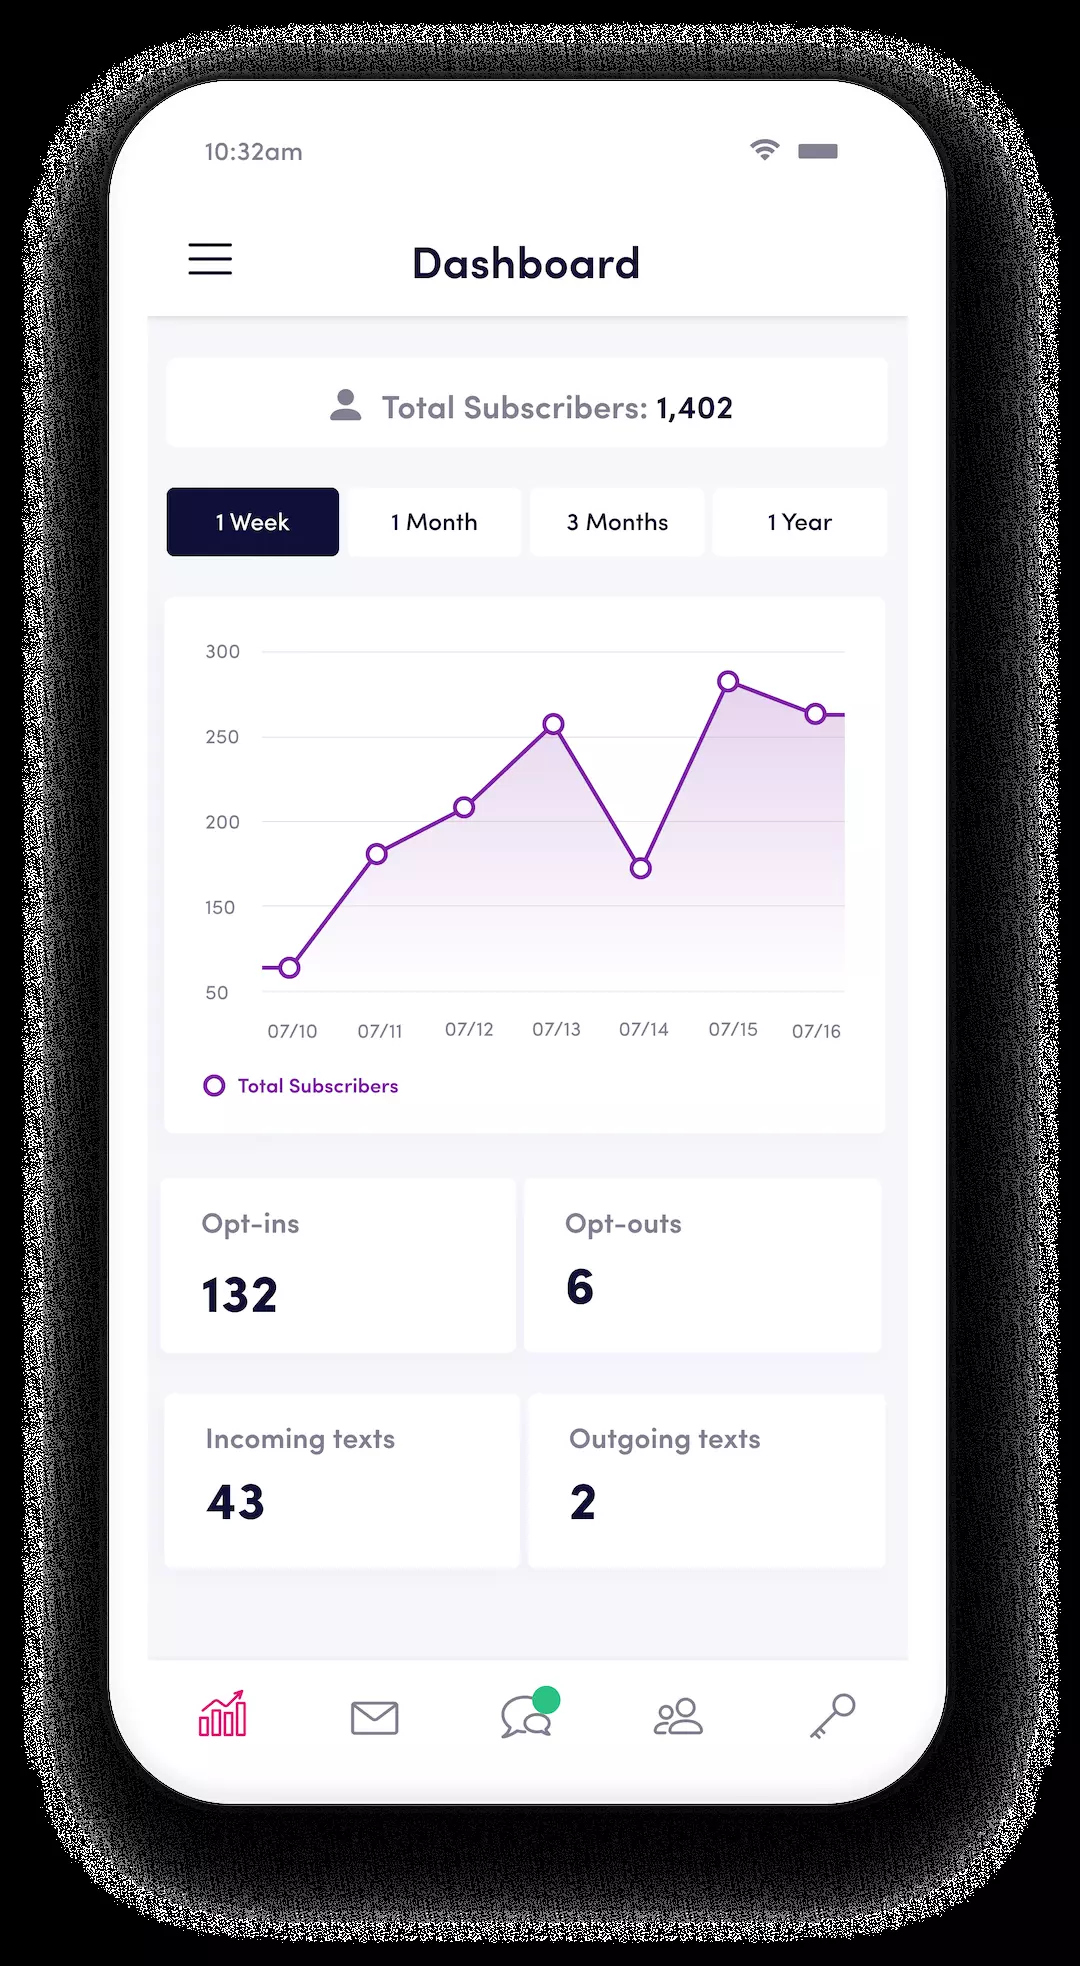 10:32am
Dashboard
Total Subscribers: 1,402
1 Week 1 Month 3 Months 1 Year
300
250
200
150
50
07/10 07/11 07/12 07/13 07/14 07/15 07/16
Total Subscribers
Opt-ins Opt-outs
132 6
Incoming texts Outgoing texts
43 2